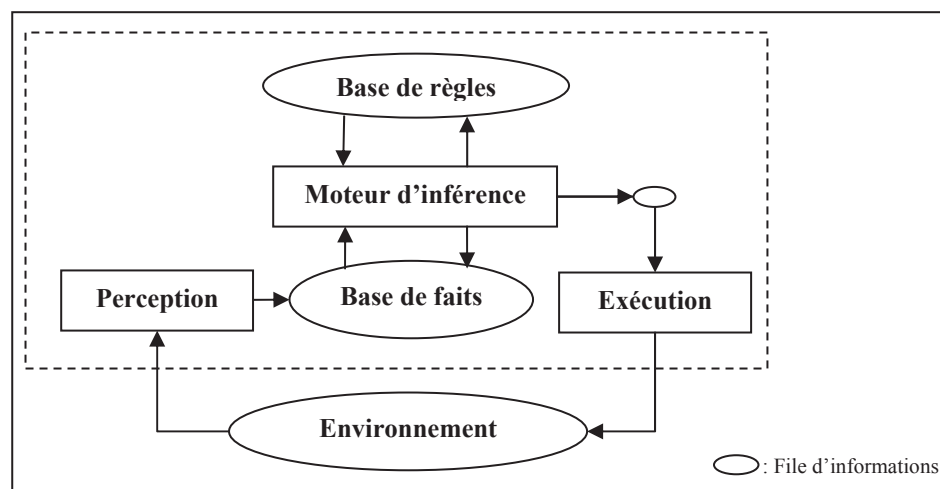 Base de règles
Moteur d’inférence
Perception
Base de faits
Exécution
Environnement
: File d’informations